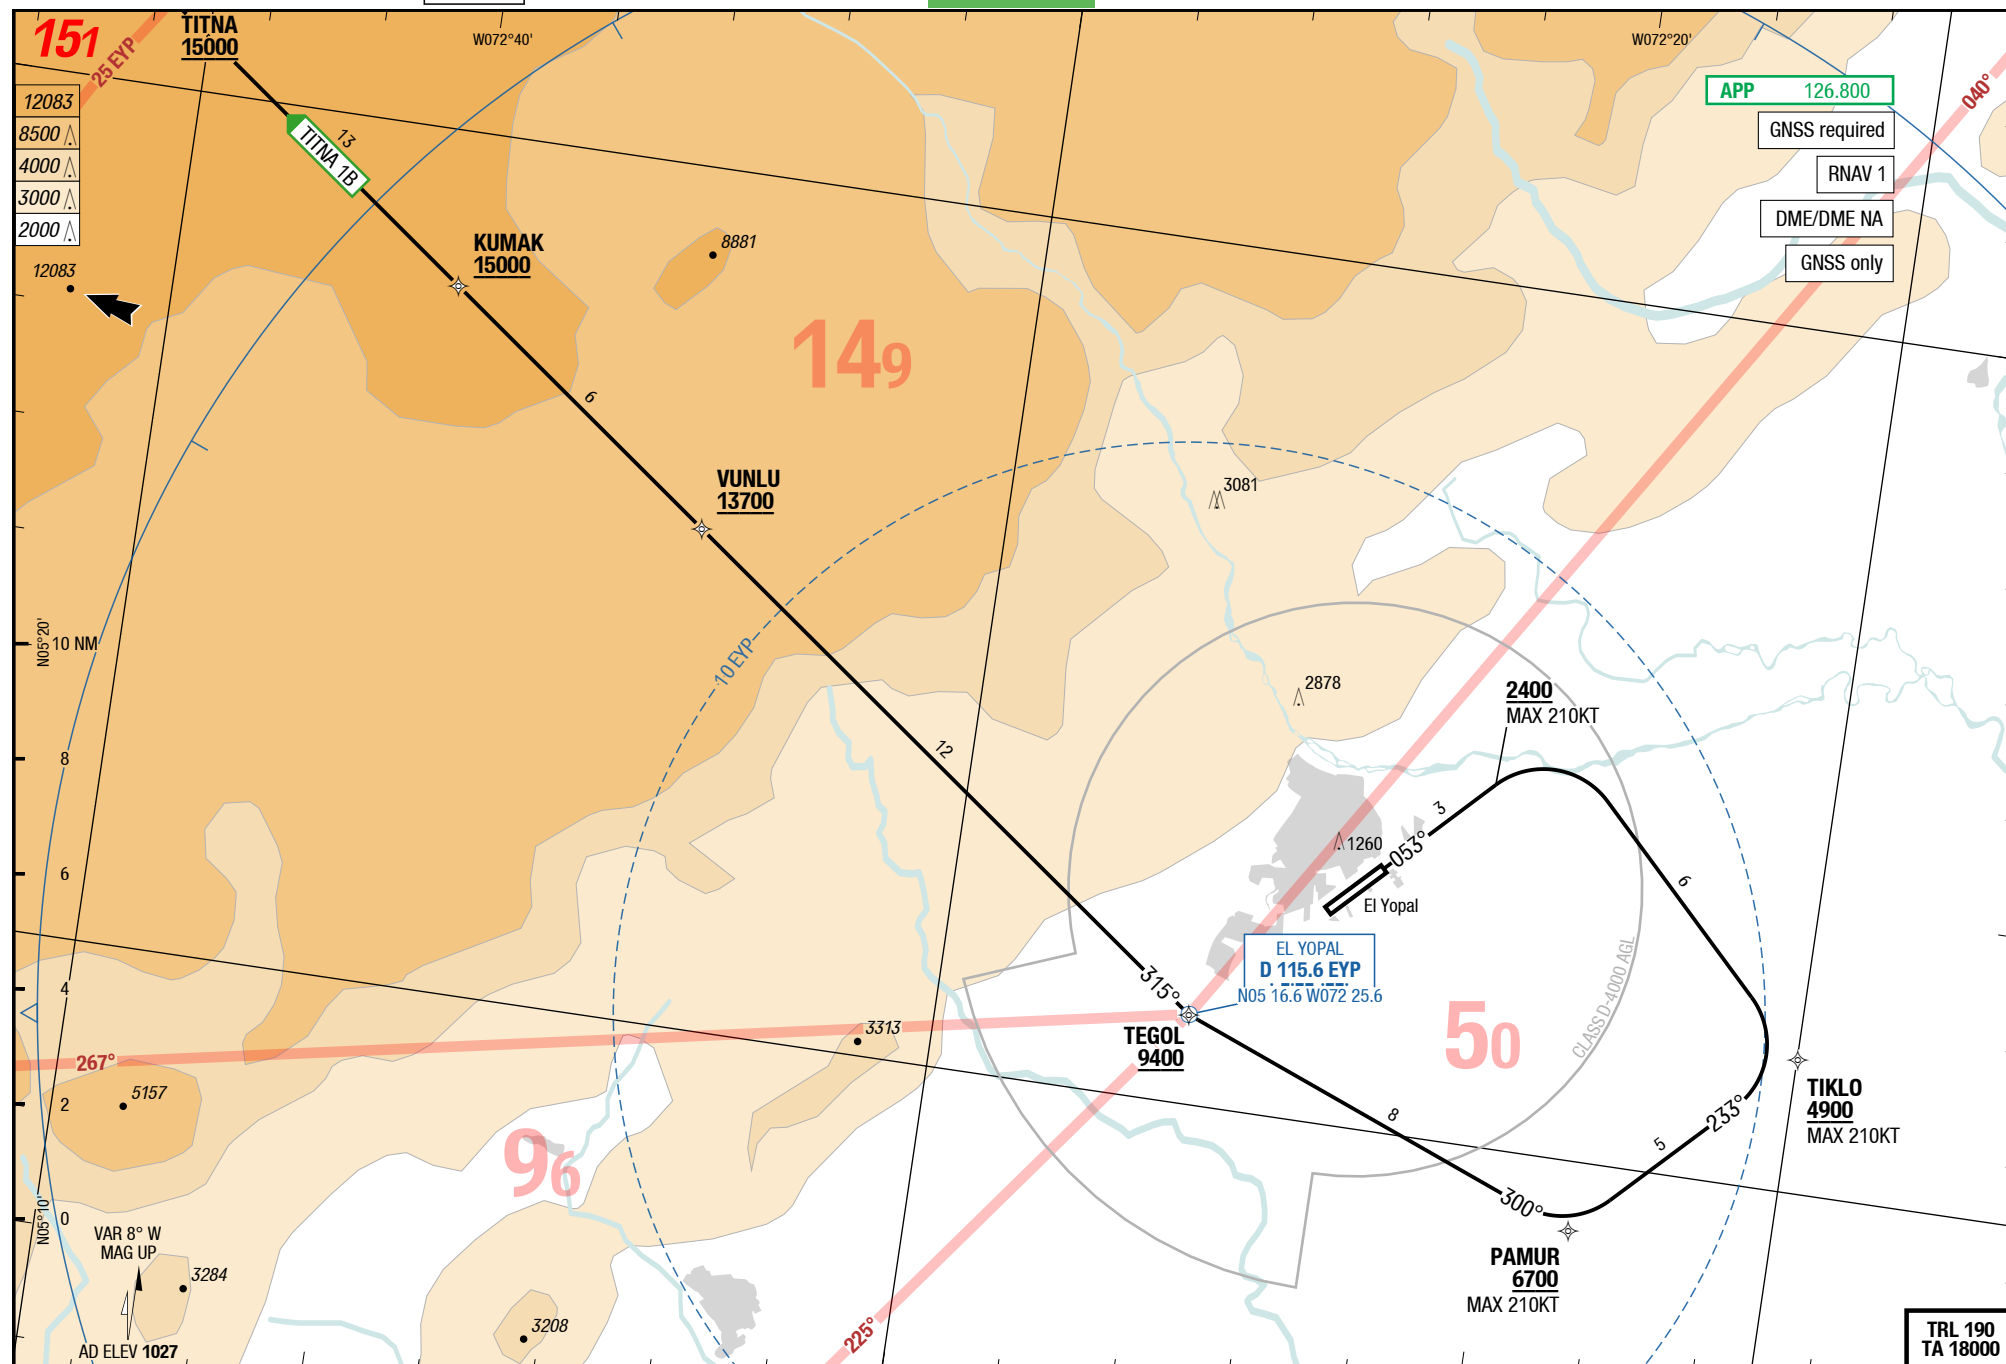 151
TITNA
15000
W072°40'
W072°20'
25 EYP
040°
APP 126.800
GNSS required
RNAV 1
DME/DME NA
GNSS only
12083
8500
4000
3000
2000
12083
13
TITNA 1B
KUMAK
15000
8881
149
6
VUNLU
13700
3081
N05°20'
10 NM
10 EYP
2878
2400
MAX 210KT
8
12
3
1260
053°
6
6
El Yopal
EL YOPAL
D 115.6 EYP
N05 16.6 W072 25.6
CLASS D-4000 AGL
4
315°
3313
TEGOL
9400
50
267°
TIKLO
4900
MAX 210KT
5157
2
8
233°
5
96
300°
N05°10'
0
PAMUR
6700
MAX 210KT
VAR 8° W
MAG UP
3284
3208
225°
AD ELEV 1027
TRL 190
TA 18000